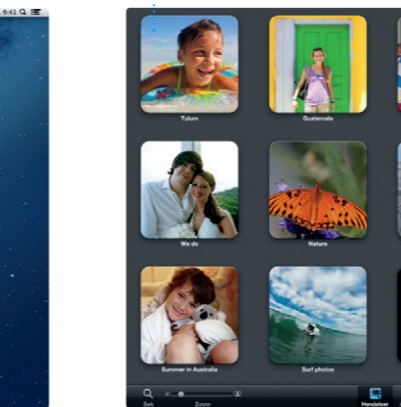 9:41
Tulum
Guatemala
We do
Nature
Summer in Australia
Surf photos
Søk
Zoom
Hendelser